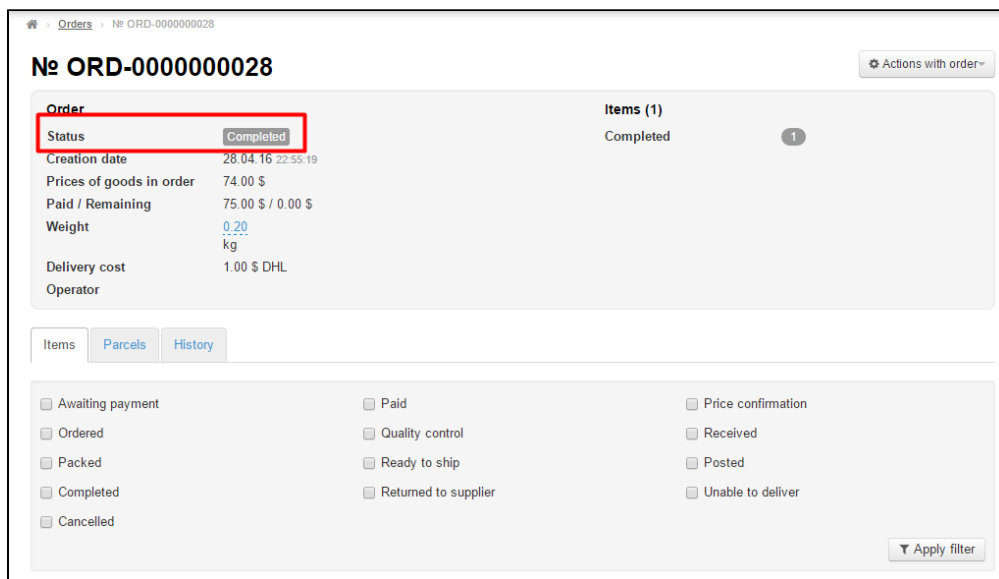 Orders › № ORD-0000000028
№ ORD-0000000028
Actions with order
Order
Items (1)
Status Completed
Completed 1
Creation date 28.04.16 22:55:19
Prices of goods in order 74.00 $
Paid / Remaining 75.00 $ / 0.00 $
Weight 0.20
kg
Delivery cost 1.00 $ DHL
Operator
Items Parcels History
Awaiting payment Paid Price confirmation
Ordered Quality control Received
Packed Ready to ship Posted
Completed Returned to supplier Unable to deliver
Cancelled
Apply filter